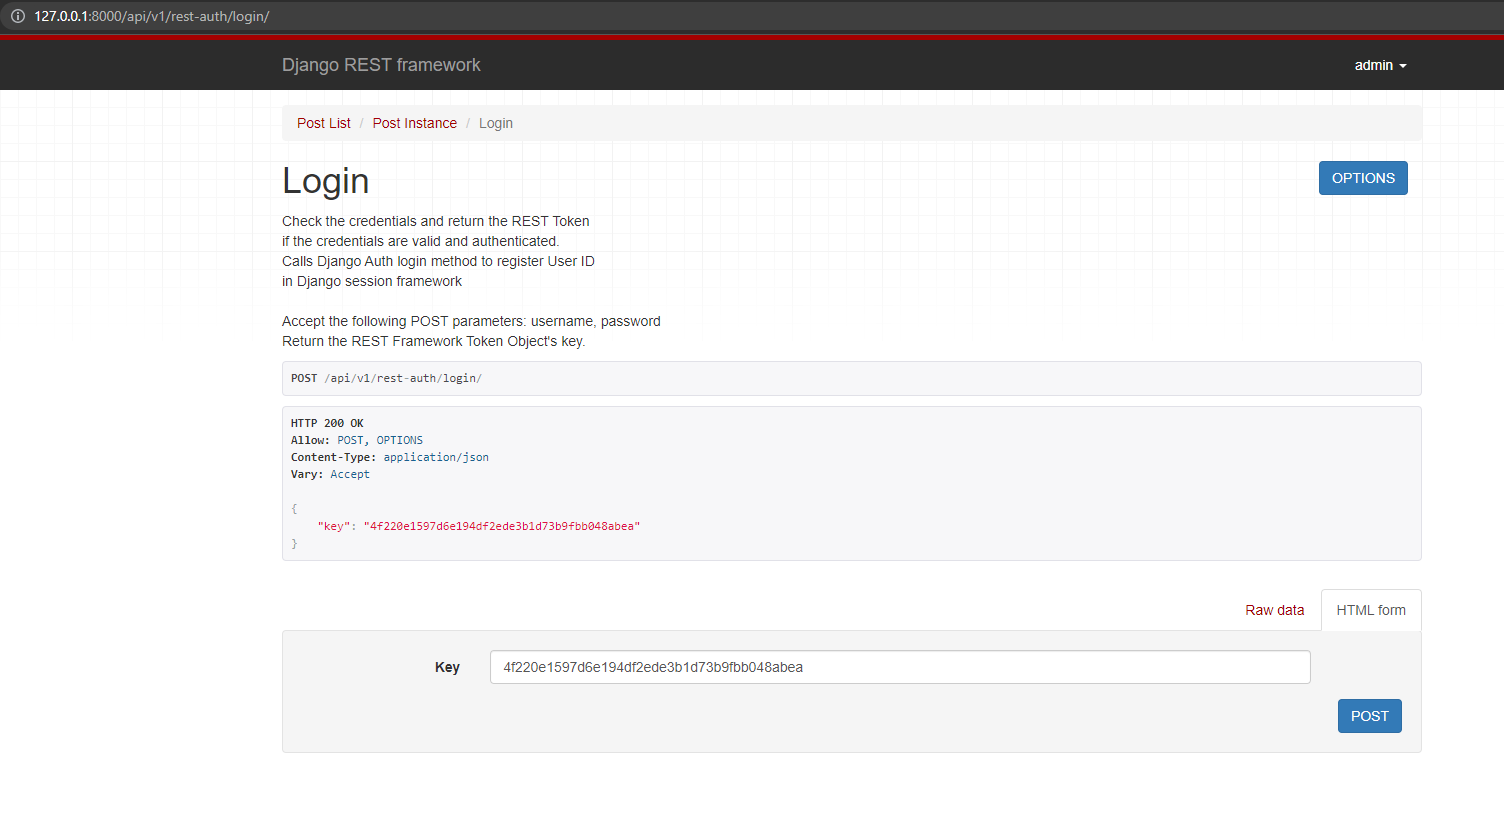 127.0.0.1:8000/api/v1/rest-auth/login/
Django REST framework
admin
Post List / Post Instance / Login
Login
OPTIONS
Check the credentials and return the REST Token
if the credentials are valid and authenticated.
Calls Django Auth login method to register User ID
in Django session framework
Accept the following POST parameters: username, password
Return the REST Framework Token Object's key.
POST /api/v1/rest-auth/login/
HTTP 200 OK
Allow: POST, OPTIONS
Content-Type: application/json
Vary: Accept
{
"key": "4f220e1597d6e194df2ede3b1d73b9fbb048abea"
}
Raw data
HTML form
Key
4f220e1597d6e194df2ede3b1d73b9fbb048abea
POST